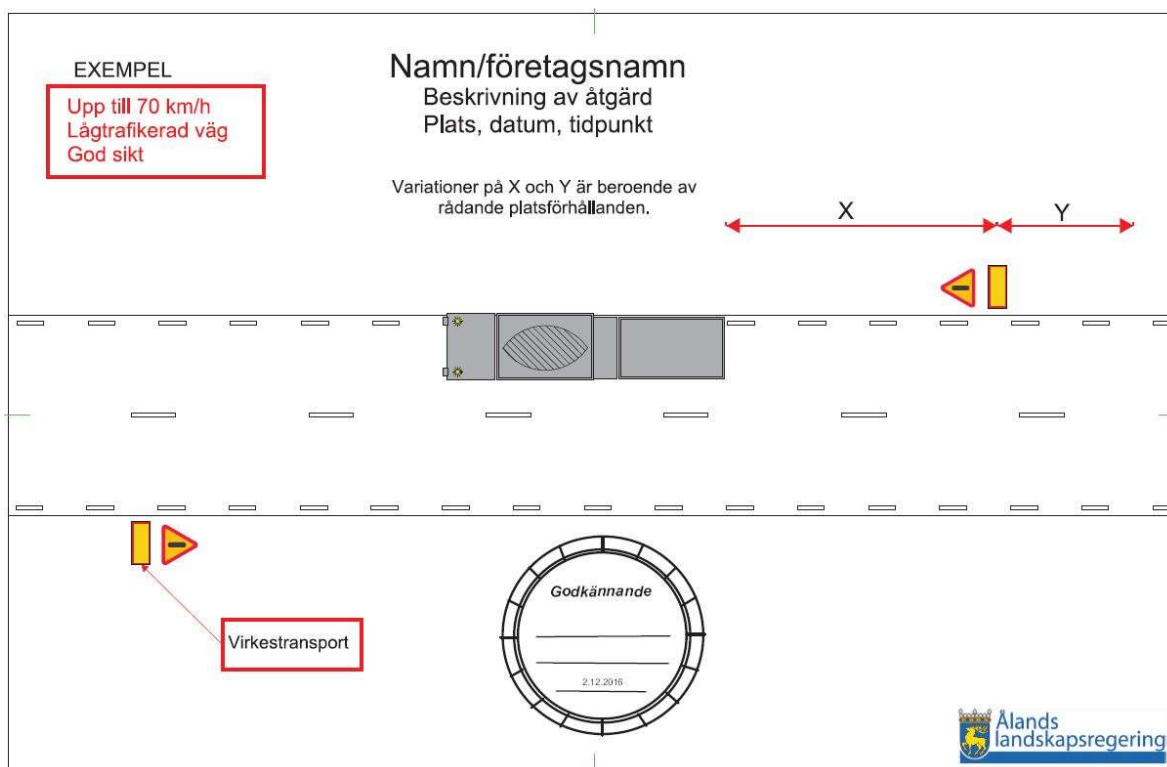 EXEMPEL
Upp till 70 km/h
Lågtrafikerad väg
God sikt
Namn/företagsnamn
Beskrivning av åtgärd
Plats, datum, tidpunkt
Variationer på X och Y är beroende av
rådande platsförhållanden.
X
Y
Virkestransport
Godkännande
2.12.2016
Ålands
landskapsregering